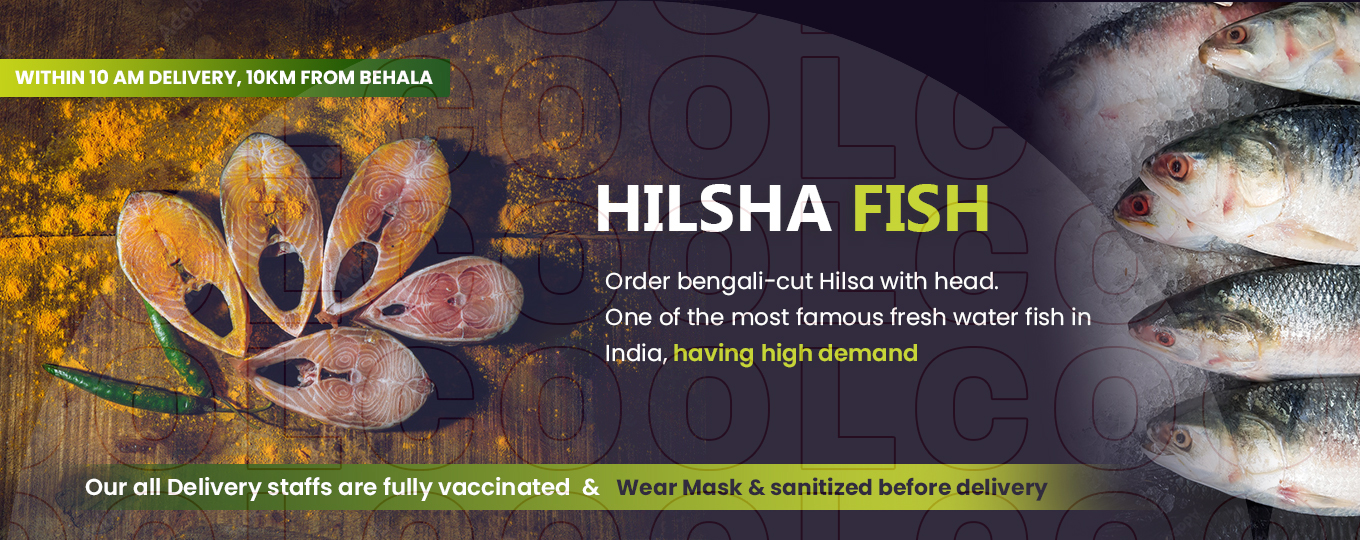 WITHIN 10 AM DELIVERY, 10KM FROM BEHALA
HILSHA FISH
Order bengali-cut Hilsa with head.
One of the most famous fresh water fish in
India, having high demand
Our all Delivery staffs are fully vaccinated & Wear Mask & sanitized before delivery